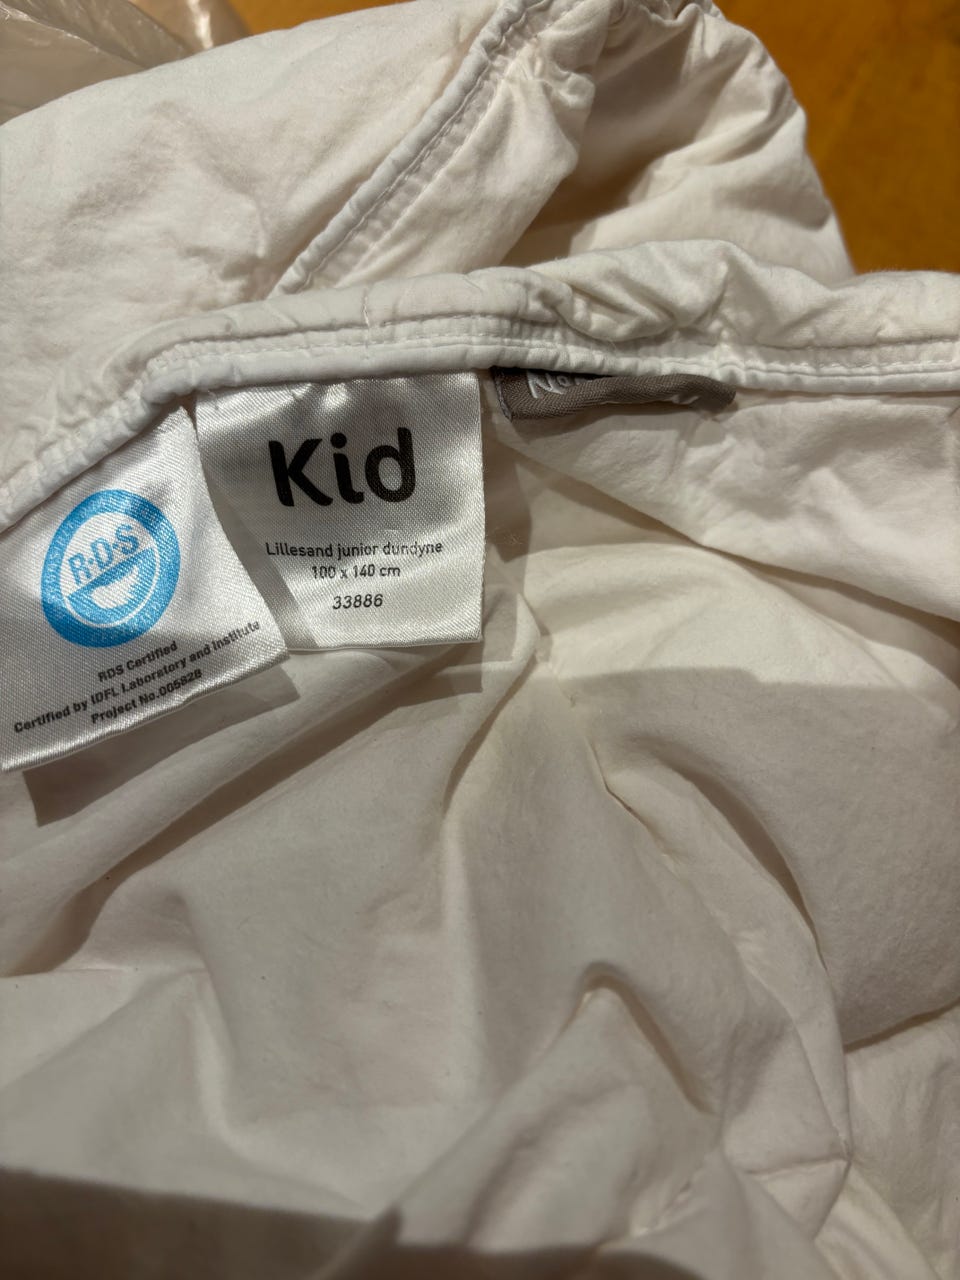 R·D·S
RDS Certified
Certified by IDFL Laboratory and Institute
Project No.005828
Kid
Lillesand junior dundyne
100 x 140 cm
33886